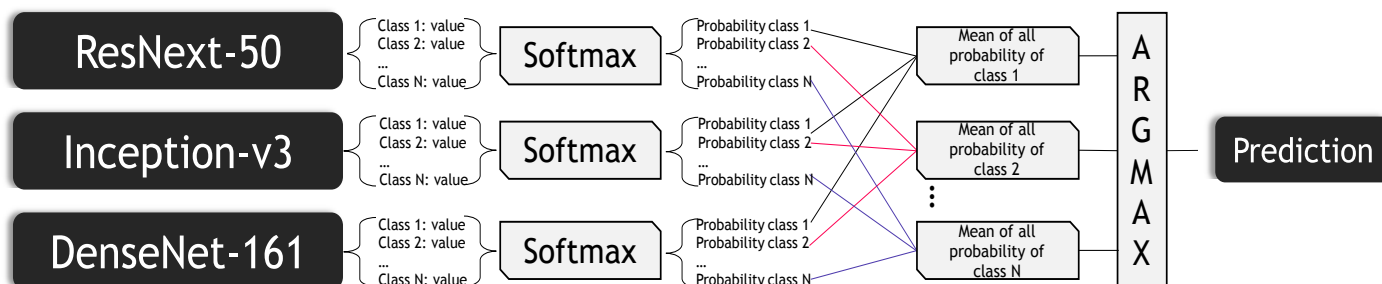 ResNext-50
Class 1: value
Class 2: value
...
Class N: value
Softmax
Probability class 1
Probability class 2
...
Probability class N
Mean of all
probability of
class 1
Inception-v3
Class 1: value
Class 2: value
...
Class N: value
Softmax
Probability class 1
Probability class 2
...
Probability class N
Mean of all
probability of
class 2
DenseNet-161
Class 1: value
Class 2: value
...
Class N: value
Softmax
Probability class 1
Probability class 2
...
Probability class N
Mean of all
probability of
class N
A
R
G
M
A
X
Prediction